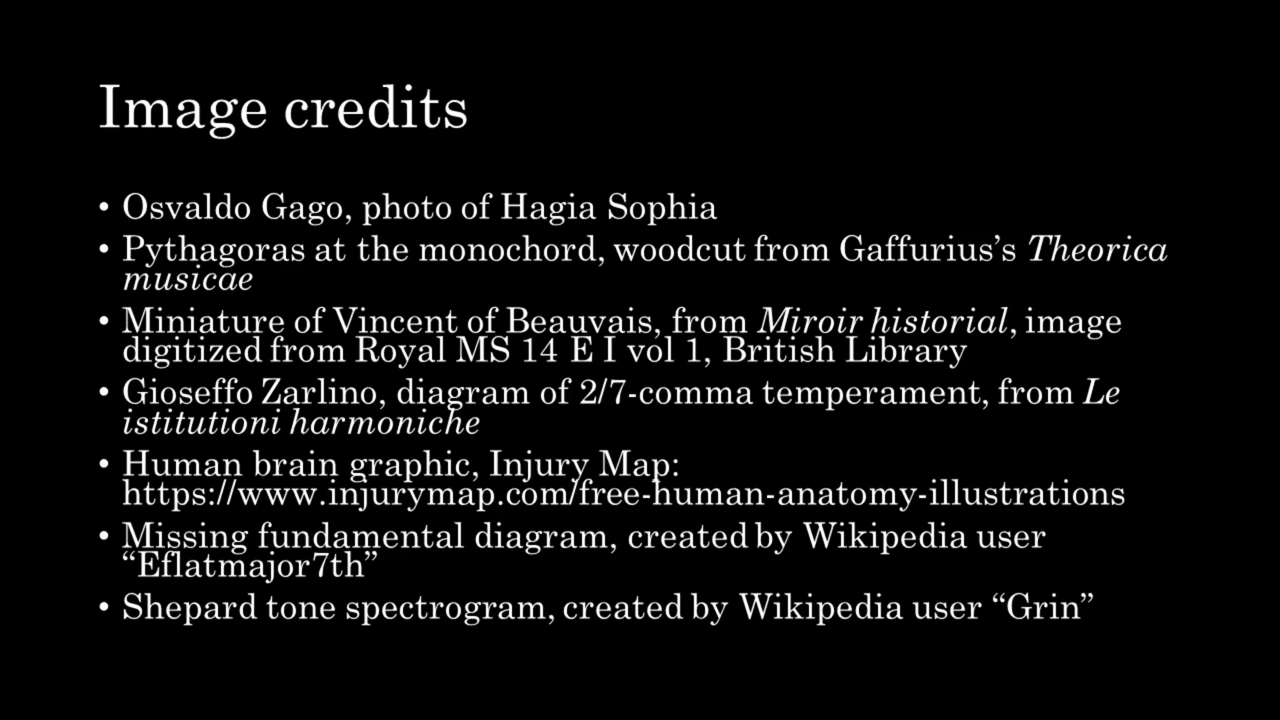 Image credits
• Osvaldo Gago, photo of Hagia Sophia
• Pythagoras at the monochord, woodcut from Gaffurius’s Theorica
musicae
• Miniature of Vincent of Beauvais, from Miroir historial, image
digitized from Royal MS 14 E I vol 1, British Library
• Gioseffo Zarlino, diagram of 2/7-comma temperament, from Le
istitutioni harmoniche
• Human brain graphic, Injury Map:
https://www.injurymap.com/free-human-anatomy-illustrations
• Missing fundamental diagram, created by Wikipedia user
“Eflatmajor7th”
• Shepard tone spectrogram, created by Wikipedia user “Grin”